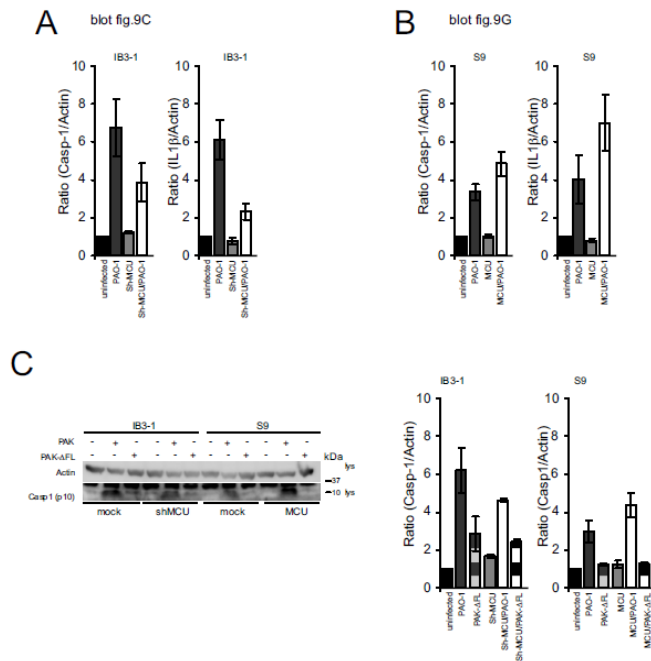 A blot fig.9C
IB3-1
Ratio (Casp-1/Actin)
10
8
6
4
2
0
uninfected
PAO-1
Sh-MCU
Sh-MCU/PAO-1
IB3-1
Ratio (IL1β/Actin)
10
8
6
4
2
0
uninfected
PAO-1
Sh-MCU
Sh-MCU/PAO-1
B blot fig.9G
S9
Ratio (Casp-1/Actin)
10
8
6
4
2
0
uninfected
PAO-1
MCU
MCU/PAO-1
S9
Ratio (IL1β/Actin)
10
8
6
4
2
0
uninfected
PAO-1
MCU
MCU/PAO-1
C
IB3-1 S9
PAK - + - - + - - + - - + -
PAK-ΔFL - - + - - + - - + - - + kDa
Actin lys
37
Casp1 (p10) 10 lys
mock shMCU mock MCU
IB3-1
Ratio (Casp-1/Actin)
10
8
6
4
2
0
uninfected
PAO-1
PAK-ΔFL
Sh-MCU
Sh-MCU/PAO-1
Sh-MCU/PAK-ΔFL
S9
Ratio (Casp1/Actin)
10
8
6
4
2
0
uninfected
PAO-1
PAK-ΔFL
MCU
MCU/PAO-1
MCU/PAK-ΔFL